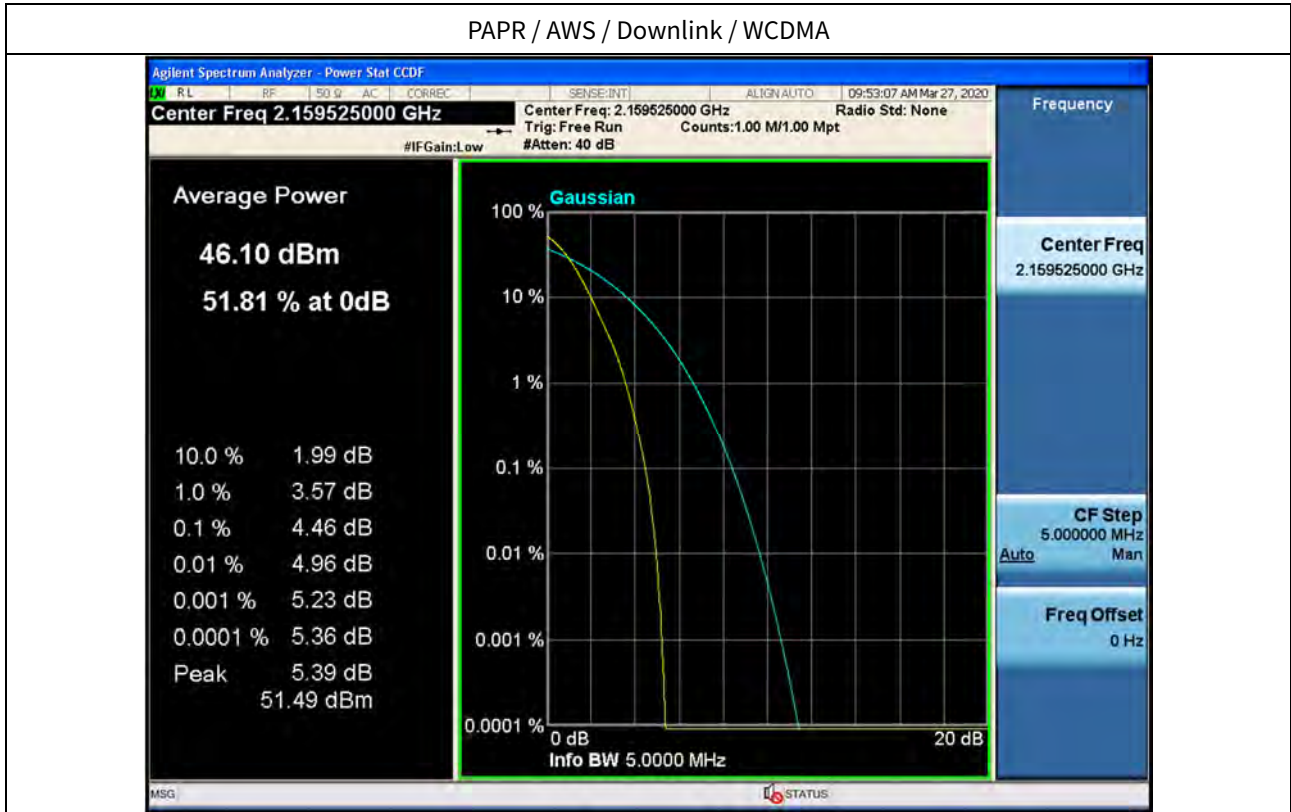 PAPR / AWS / Downlink / WCDMA
Agilent Spectrum Analyzer - Power Stat CCDF
LXI RL RF 50 Ω AC CORREC SENSE:INT ALIGN AUTO 09:53:07 AM Mar 27, 2020
Center Freq 2.159525000 GHz
#IFGain:Low
Center Freq: 2.159525000 GHz Radio Std: None
Trig: Free Run Counts:1.00 M/1.00 Mpt
#Atten: 40 dB
Average Power
46.10 dBm
51.81 % at 0dB
10.0 % 1.99 dB
1.0 % 3.57 dB
0.1 % 4.46 dB
0.01 % 4.96 dB
0.001 % 5.23 dB
0.0001 % 5.36 dB
Peak 5.39 dB
51.49 dBm
Gaussian
100 %
10 %
1 %
0.1 %
0.01 %
0.001 %
0.0001 %
0 dB 20 dB
Info BW 5.0000 MHz
Frequency
Center Freq
2.159525000 GHz
CF Step
5.000000 MHz
Auto Man
Freq Offset
0 Hz
MSG STATUS